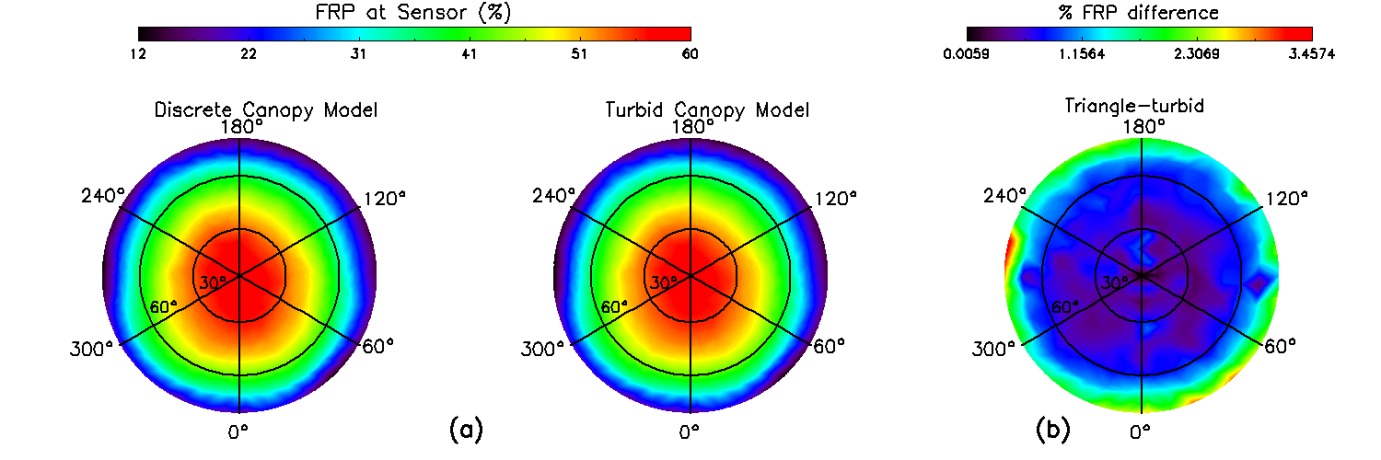 FRP at Sensor (%)
12 22 31 41 51 60
% FRP difference
0.0059 1.1564 2.3069 3.4574
Discrete Canopy Model
180°
240° 120°
30°
60°
300° 60°
0°
Turbid Canopy Model
180°
240° 120°
30°
60°
300° 60°
0°
(a)
Triangle-turbid
180°
240° 120°
30°
60°
300° 60°
0°
(b)